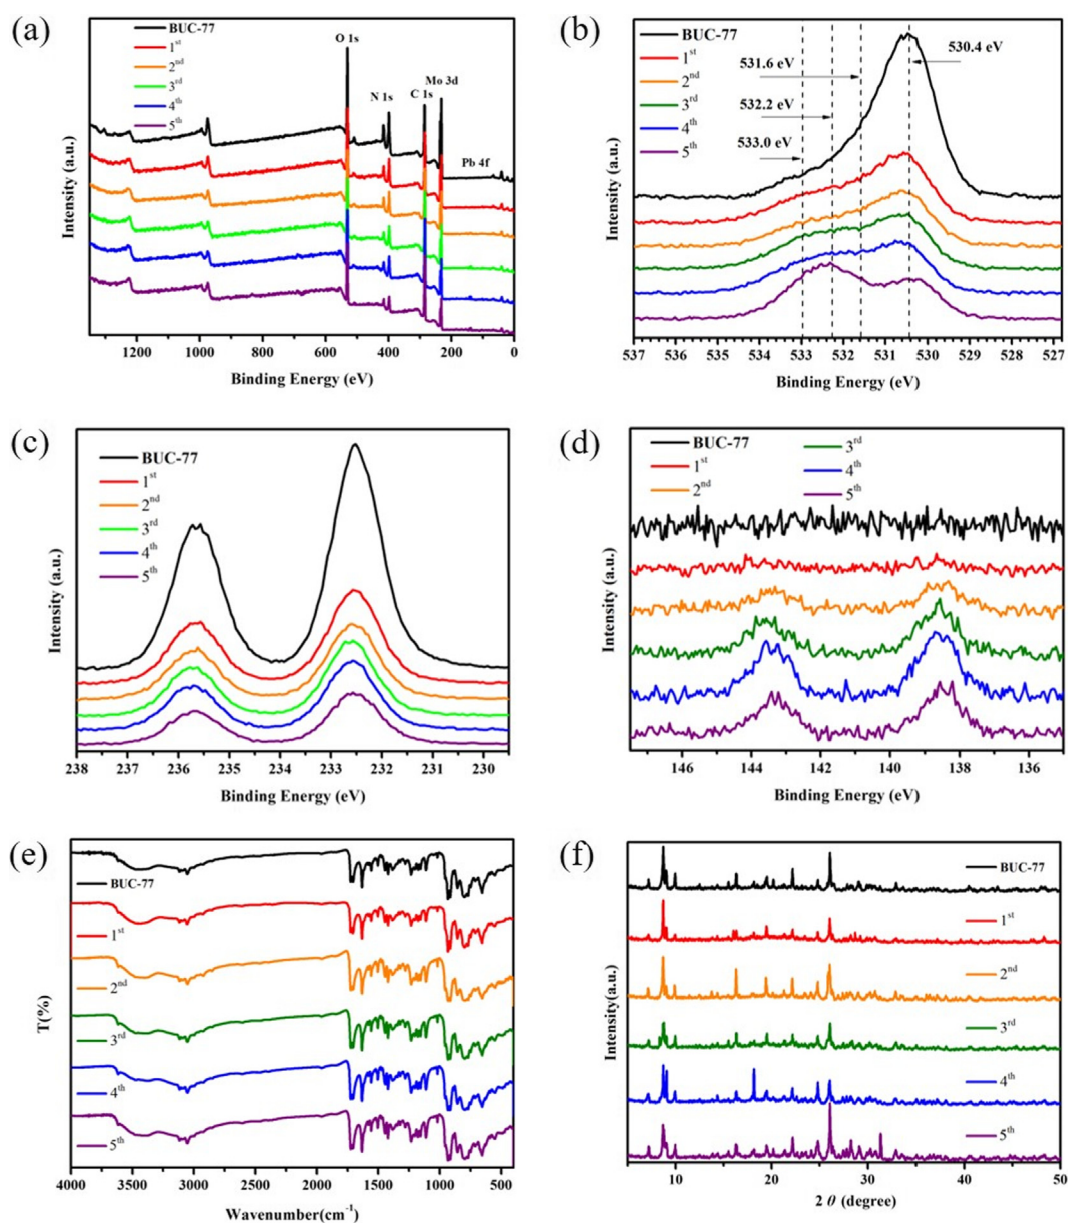 (a)
BUC-77
1st
2nd
3rd
4th
5th
O 1s
N 1s
C 1s
Mo 3d
Pb 4f
Intensity (a.u.)
1200 1000 800 600 400 200 0
Binding Energy (eV)
(b)
BUC-77
1st
2nd
3rd
4th
5th
531.6 eV
532.2 eV
533.0 eV
530.4 eV
Intensity (a.u.)
537 536 535 534 533 532 531 530 529 528 527
Binding Energy (eV)
(c)
BUC-77
1st
2nd
3rd
4th
5th
Intensity (a.u.)
238 237 236 235 234 233 232 231 230
Binding Energy (eV)
(d)
BUC-77
1st
2nd
3rd
4th
5th
Intensity (a.u.)
146 144 142 140 138 136
Binding Energy (eV)
(e)
BUC-77
1st
2nd
3rd
4th
5th
T(%)
4000 3500 3000 2500 2000 1500 1000 500
Wavenumber(cm-1)
(f)
BUC-77
1st
2nd
3rd
4th
5th
Intensity(a.u.)
10 20 30 40 50
2 θ (degree)